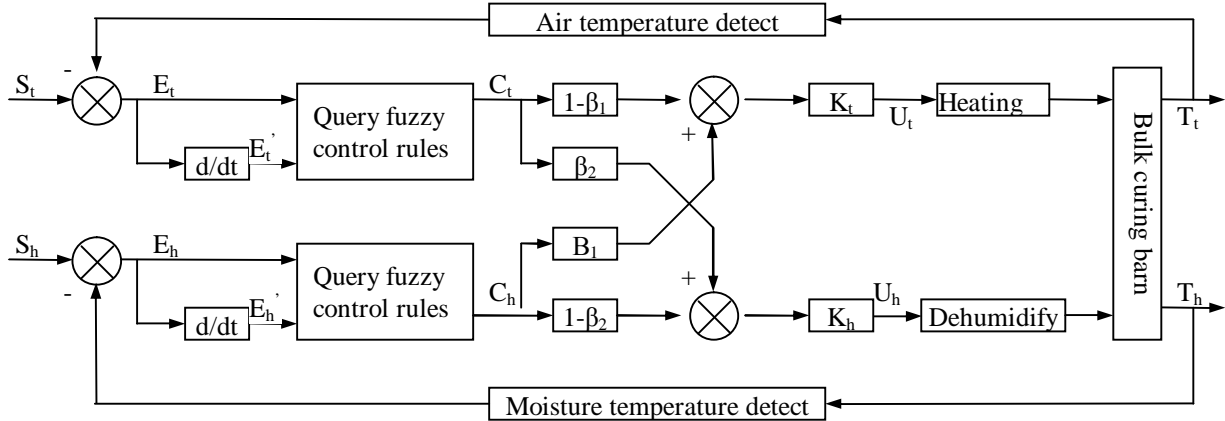 Air temperature detect
-
S_t
E_t
C_t
1-β_1
K_t
U_t
Heating
T_t
Query fuzzy
control rules
+
d/dt
E_t'
β_2
Bulk curing barn
S_h
E_h
B_1
-
Query fuzzy
control rules
C_h
+
U_h
T_h
d/dt
E_h'
1-β_2
K_h
Dehumidify
Moisture temperature detect